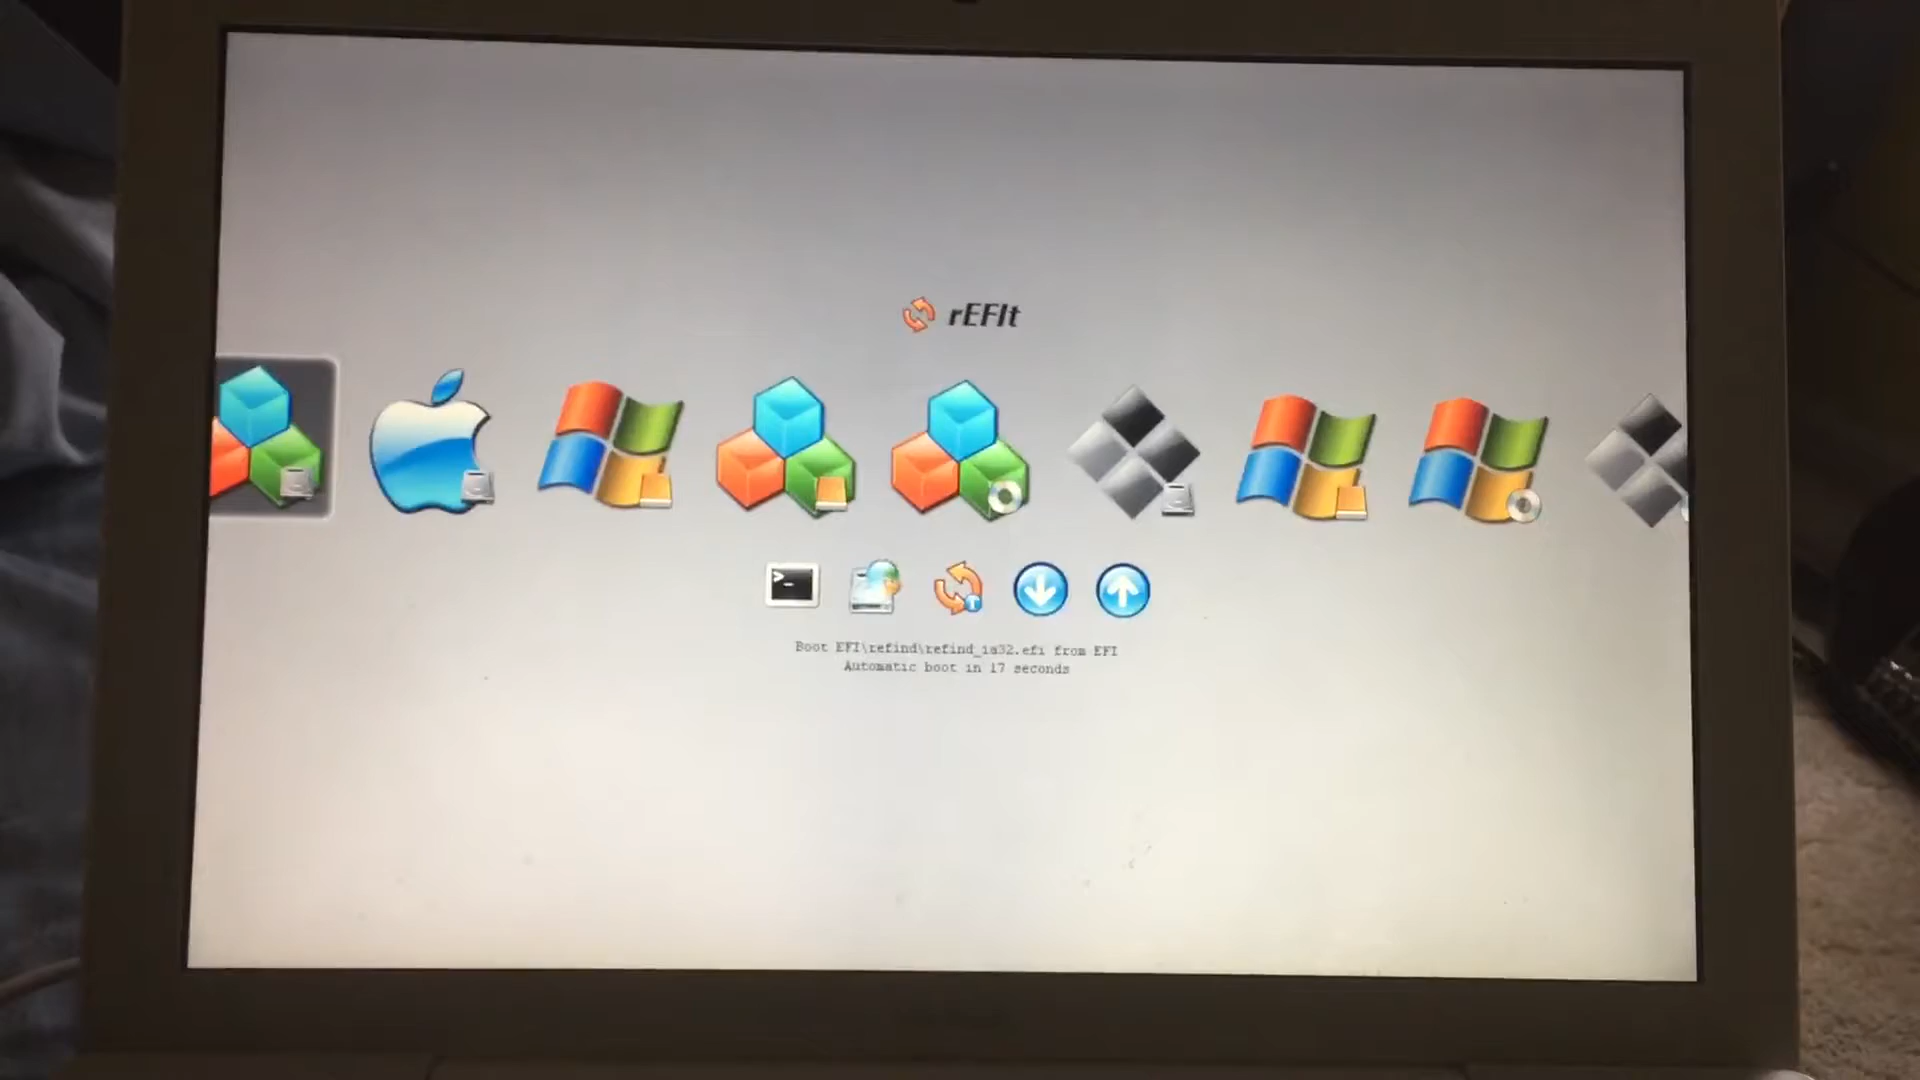 rEFIt
>_
Boot EFI\refind\refind_ia32.efi from EFI
Automatic boot in 17 seconds